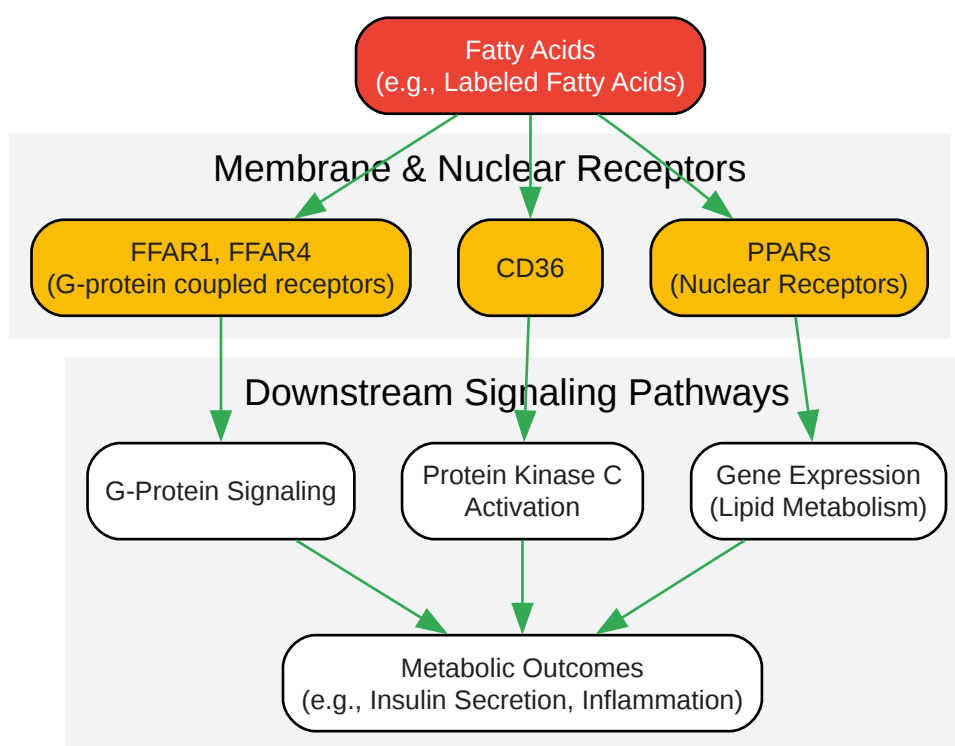 Fatty Acids
(e.g., Labeled Fatty Acids)
Membrane & Nuclear Receptors
FFAR1, FFAR4
(G-protein coupled receptors)
CD36
PPARs
(Nuclear Receptors)
Downstream Signaling Pathways
G-Protein Signaling
Protein Kinase C
Activation
Gene Expression
(Lipid Metabolism)
Metabolic Outcomes
(e.g., Insulin Secretion, Inflammation)